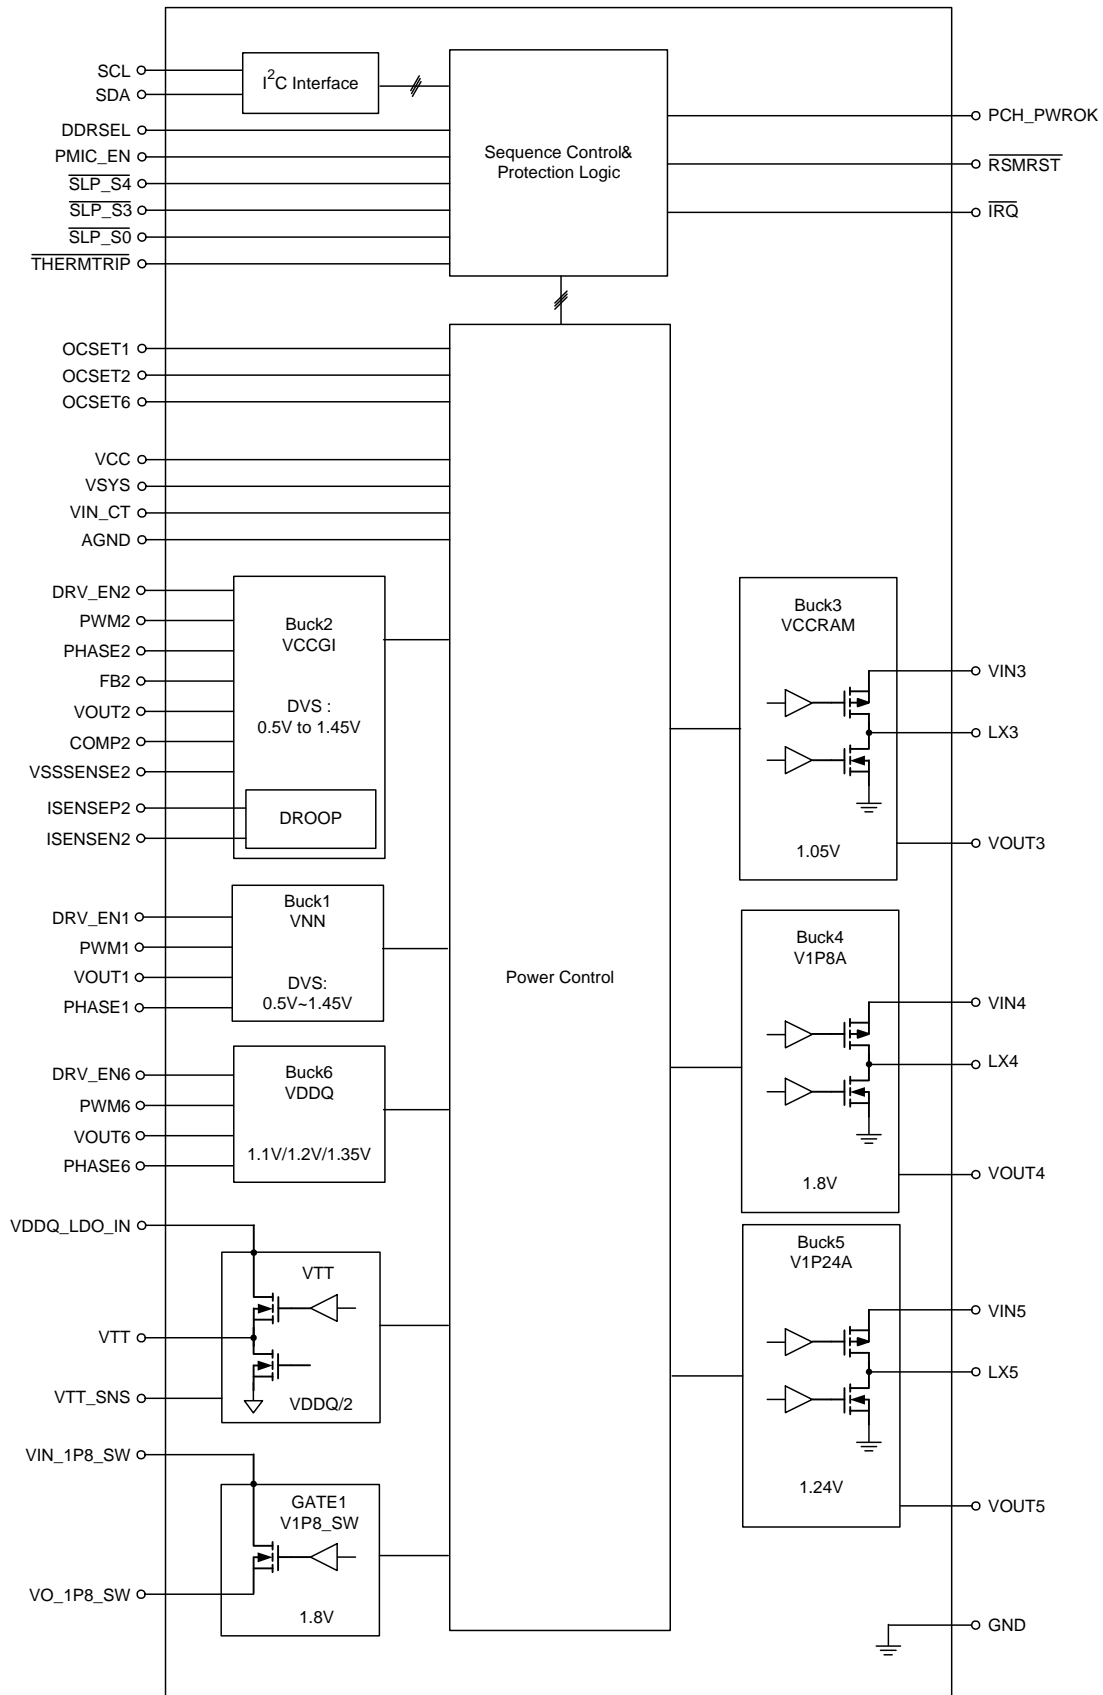 SCL
SDA
I²C Interface
DDRSEL
PMIC_EN
SLP_S4
SLP_S3
SLP_S0
THERMTRIP
Sequence Control&
Protection Logic
PCH_PWROK
RSMRST
IRQ
OCSET1
OCSET2
OCSET6
VCC
VSYS
VIN_CT
AGND
DRV_EN2
PWM2
PHASE2
FB2
VOUT2
COMP2
VSSSENSE2
ISENSEP2
ISENSEN2
Buck2
VCCGI
DVS :
0.5V to 1.45V
DROOP
DRV_EN1
PWM1
VOUT1
PHASE1
Buck1
VNN
DVS:
0.5V~1.45V
DRV_EN6
PWM6
VOUT6
PHASE6
Buck6
VDDQ
1.1V/1.2V/1.35V
VDDQ_LDO_IN
VTT
VTT_SNS
VTT
VDDQ/2
VIN_1P8_SW
VO_1P8_SW
GATE1
V1P8_SW
1.8V
Power Control
Buck3
VCCRAM
1.05V
VIN3
LX3
VOUT3
Buck4
V1P8A
1.8V
VIN4
LX4
VOUT4
Buck5
V1P24A
1.24V
VIN5
LX5
VOUT5
GND